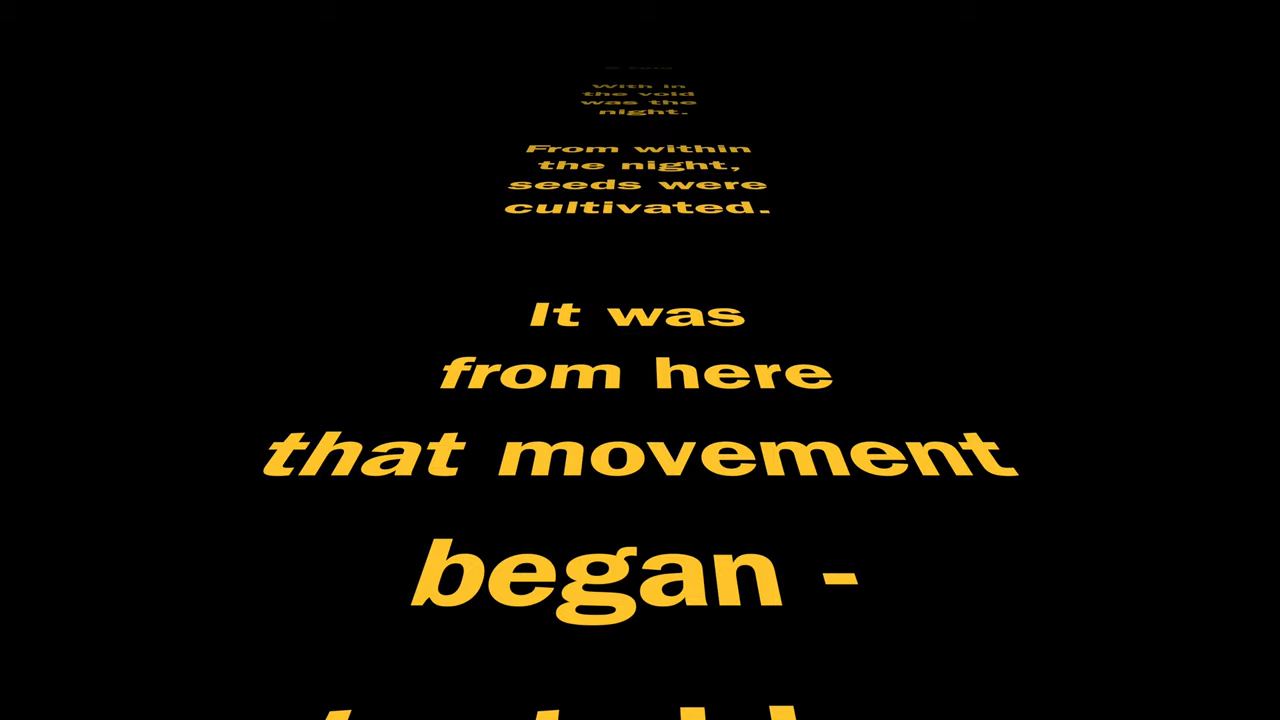 With in
the void
was the
night.
From within
the night,
seeds were
cultivated.
It was
from here
that movement
began -